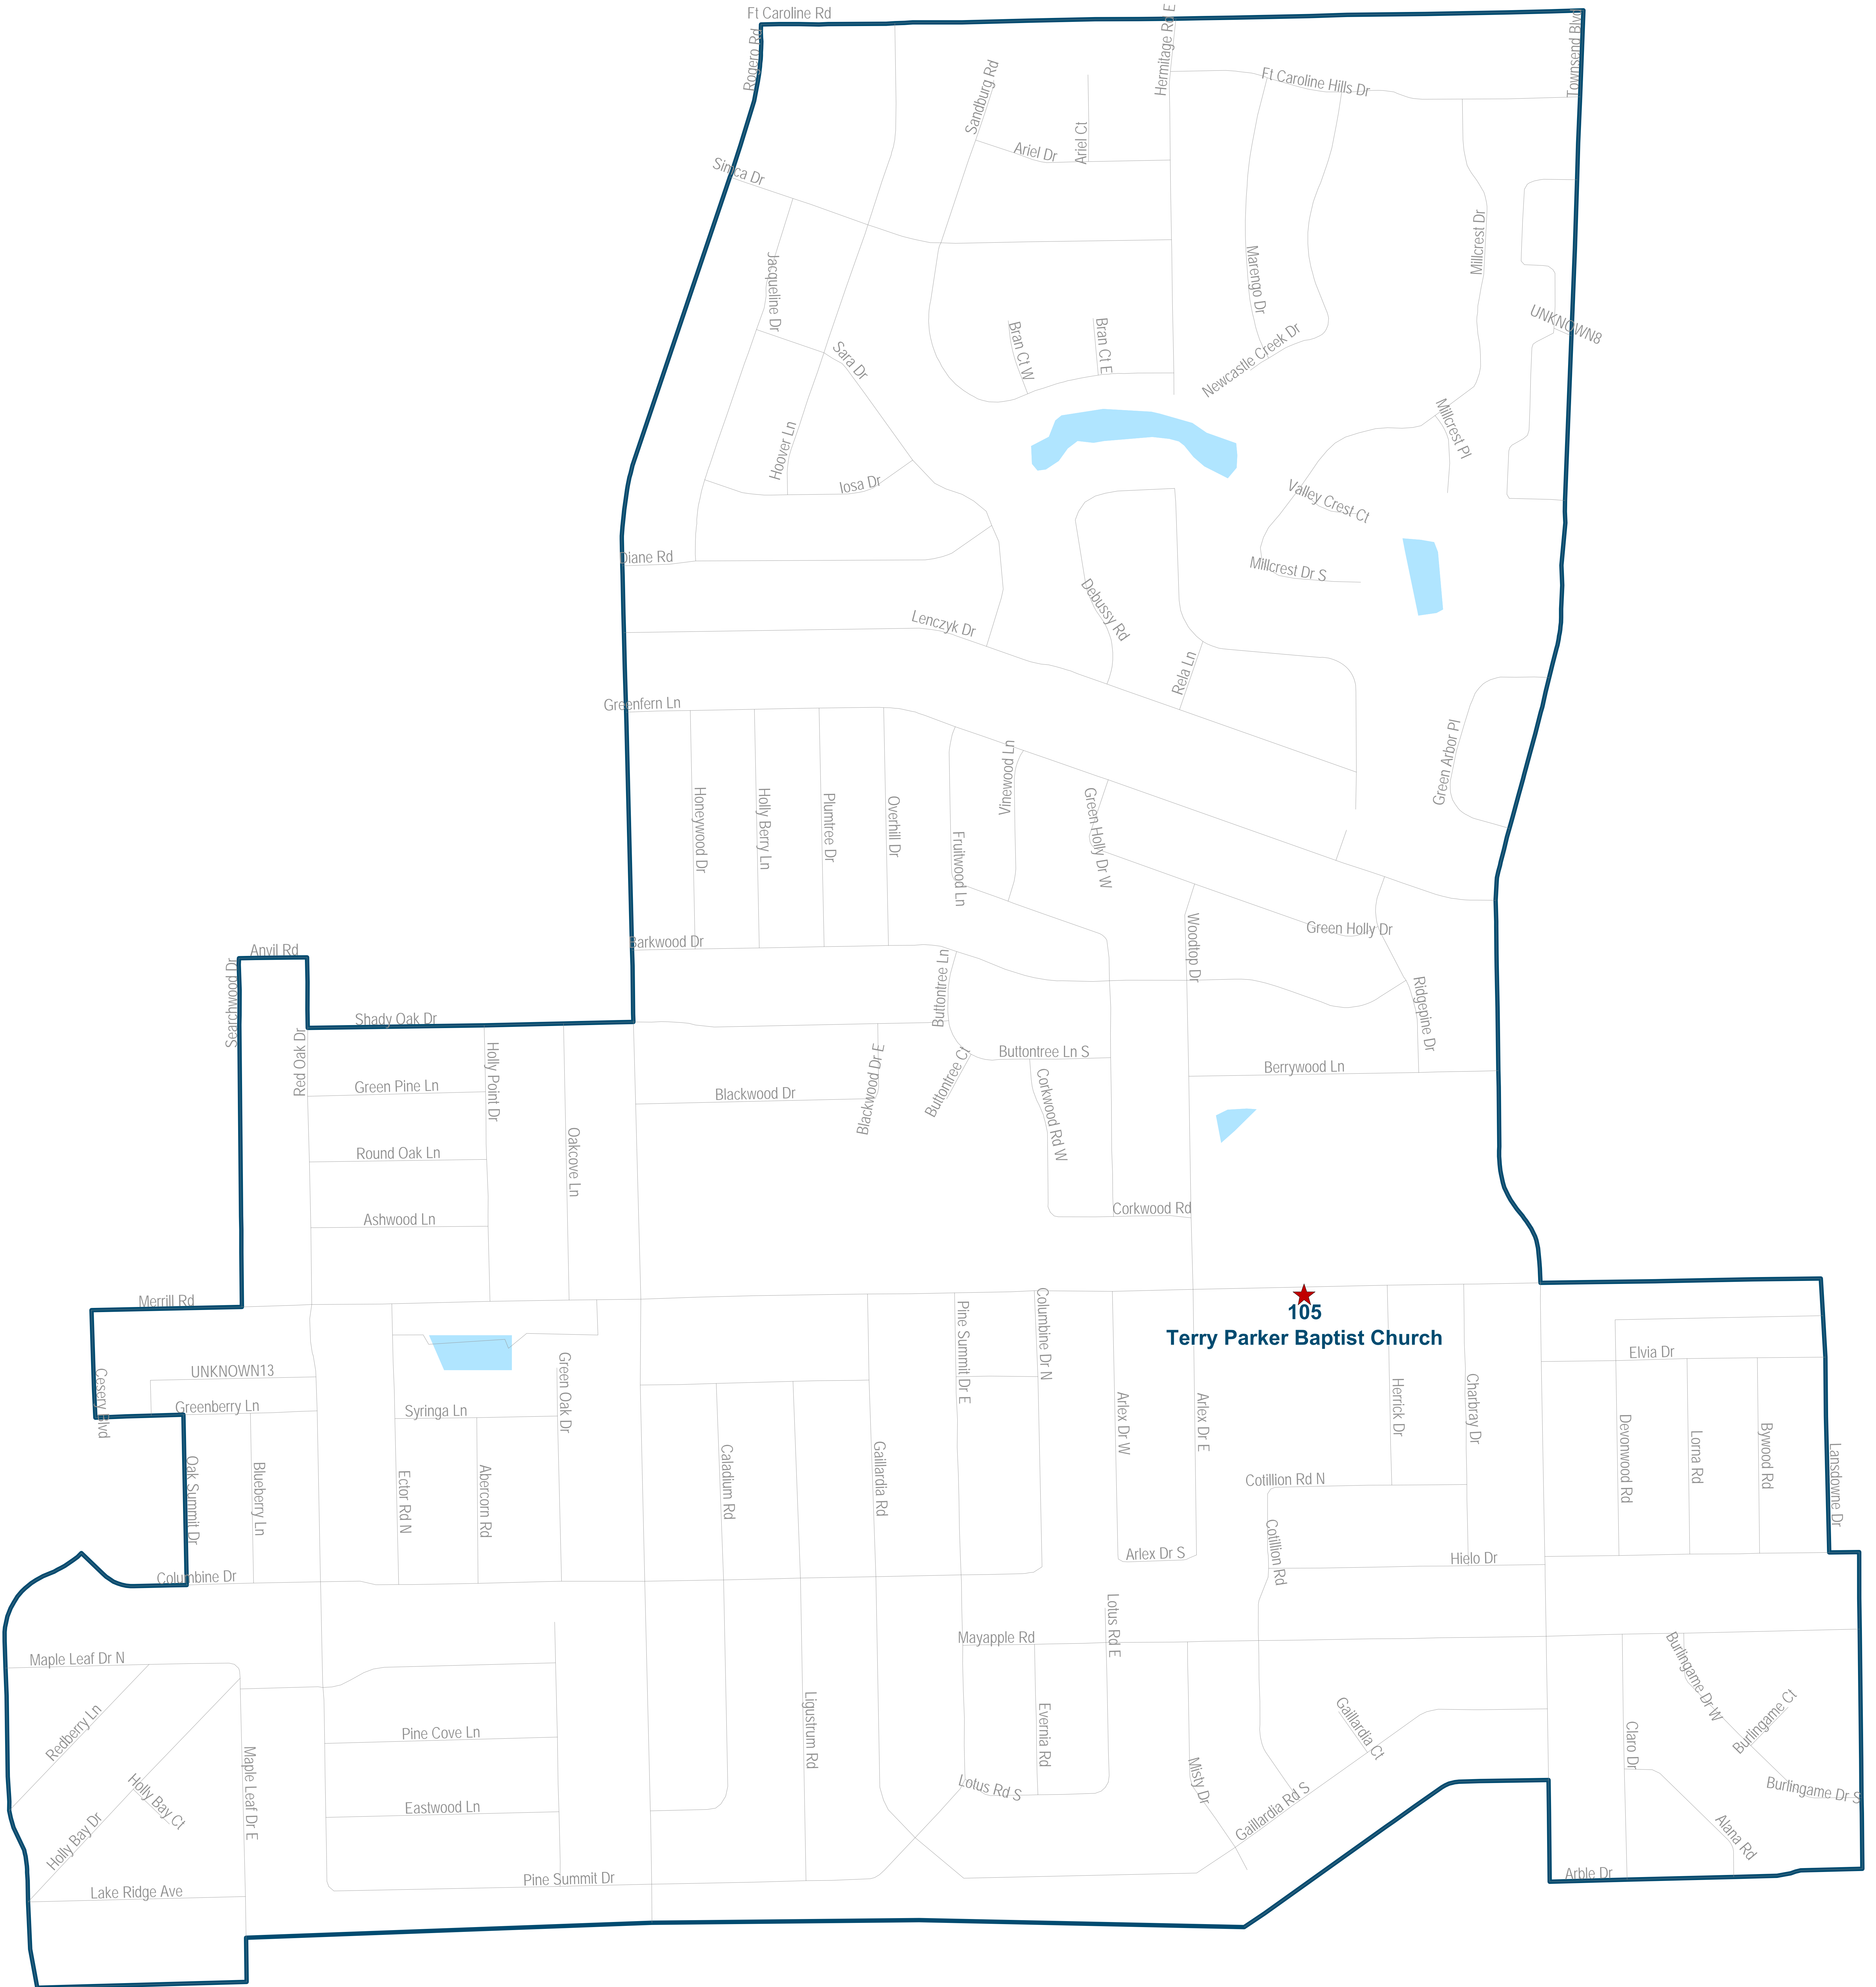 Ft Caroline Rd
Rogero Rd
Hermitage Rd E
Townsend Blvd
Sandburg Rd
Ft Caroline Hills Dr
Ariel Ct
Ariel Dr
Simca Dr
Millcrest Dr
Jacqueline Dr
Marengo Dr
UNKNOWN8
Bran Ct W
Bran Ct E
Sara Dr
Newcastle Creek Dr
Millcrest Pl
Hoover Ln
Iosa Dr
Valley Crest Ct
Diane Rd
Millcrest Dr S
Debussy Rd
Lenczyk Dr
Rela Ln
Greenfern Ln
Green Arbor Pl
Vinewood Ln
Honeywood Dr
Holly Berry Ln
Plumtree Dr
Overhill Dr
Green Holly Dr W
Fruitwood Ln
Green Holly Dr
Barkwood Dr
Woodtop Dr
Anvil Rd
Searchwood Dr
Buttontree Ln
Ridgepine Dr
Shady Oak Dr
Red Oak Dr
Holly Point Dr
Buttontree Ln S
Buttontree Ct
Blackwood Dr E
Berrywood Ln
Green Pine Ln
Blackwood Dr
Corkwood Rd W
Round Oak Ln
Oakcove Ln
Corkwood Rd
Ashwood Ln
Merrill Rd
105
Terry Parker Baptist Church
Pine Summit Dr E
Columbine Dr N
Elvia Dr
UNKNOWN13
Cesery Blvd
Greenberry Ln
Syringa Ln
Green Oak Dr
Arlex Dr W
Arlex Dr E
Herrick Dr
Charbray Dr
Devonwood Rd
Lorna Rd
Bywood Rd
Lansdowne Dr
Oak Summit Dr
Blueberry Ln
Ector Rd N
Abercorn Rd
Caladium Rd
Gaillardia Rd
Cotillion Rd N
Cotillion Rd
Arlex Dr S
Hielo Dr
Columbine Dr
Lotus Rd E
Mayapple Rd
Maple Leaf Dr N
Burlingame Dr W
Redberry Ln
Pine Cove Ln
Ligustrum Rd
Evernia Rd
Gaillardia Ct
Claro Dr
Burlingame Ct
Maple Leaf Dr E
Holly Bay Ct
Misty Dr
Lotus Rd S
Burlingame Dr S
Eastwood Ln
Gaillardia Rd S
Holly Bay Dr
Alana Rd
Pine Summit Dr
Arble Dr
Lake Ridge Ave